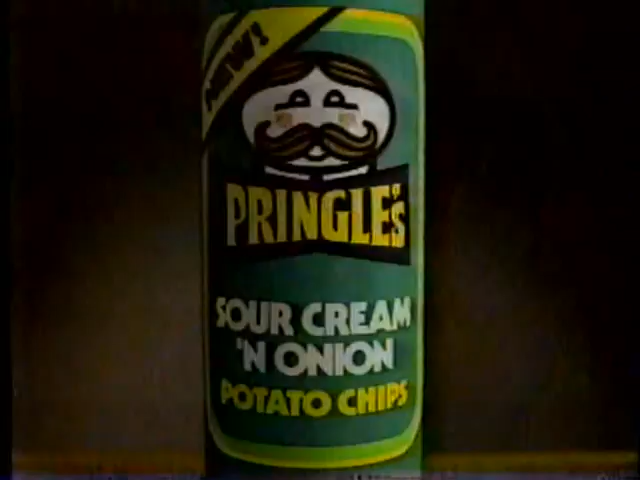 NEW!
PRINGLE'S
SOUR CREAM
'N ONION
POTATO CHIPS